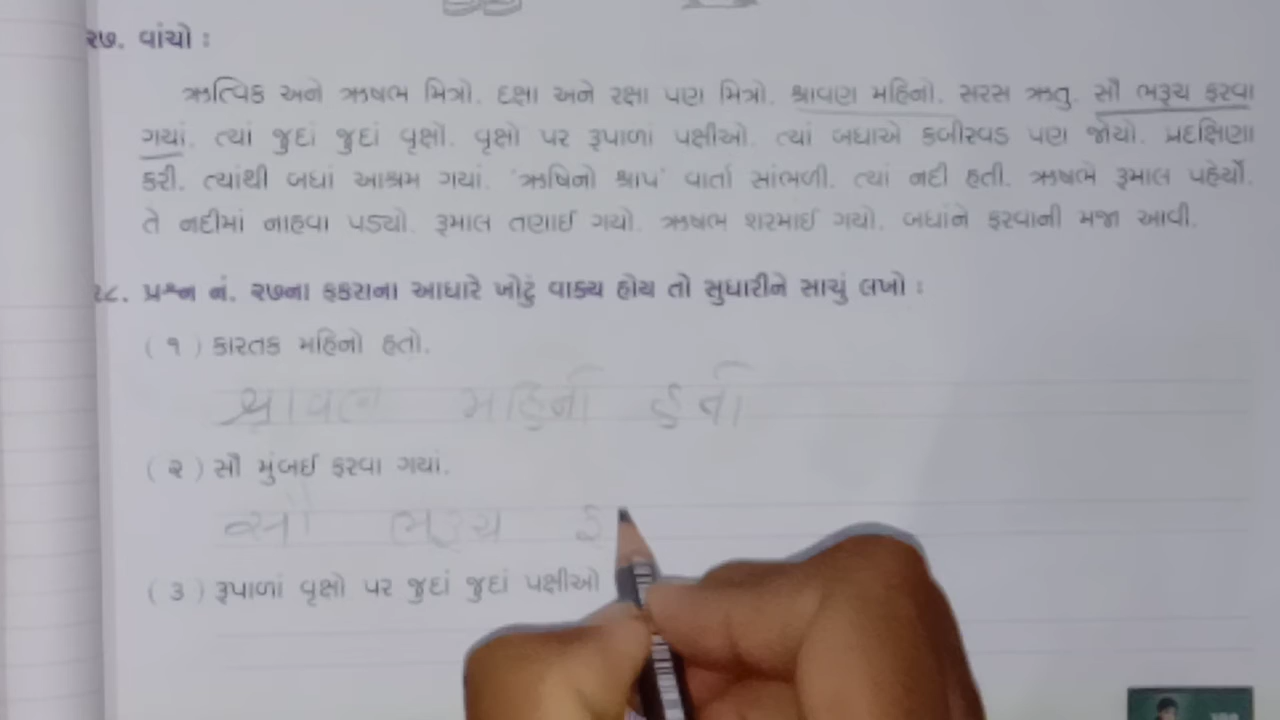 ૨૭. વાંચો :
ઋત્વિક અને ઋષભ મિત્રો. દક્ષા અને રક્ષા પણ મિત્રો. શ્રાવણ મહિનો. સરસ ઋતુ. સૌ ભરૂચ ફરવા
ગયાં. ત્યાં જુદાં જુદાં વૃક્ષો. વૃક્ષો પર રૂપાળાં પક્ષીઓ. ત્યાં બધાએ કબીરવડ પણ જોયો. પ્રદક્ષિણા
કરી. ત્યાંથી બધાં આશ્રમ ગયાં. 'ઋષિનો શ્રાપ' વાર્તા સાંભળી. ત્યાં નદી હતી. ઋષભે રૂમાલ પહેર્યો.
તે નદીમાં નાહવા પડ્યો. રૂમાલ તણાઈ ગયો. ઋષભ શરમાઈ ગયો. બધાંને ફરવાની મજા આવી.
૨૮. પ્રશ્ન નં. ૨૭ના ફકરાના આધારે ખોટું વાક્ય હોય તો સુધારીને સાચું લખો :
( ૧ ) કારતક મહિનો હતો.
શ્રાવણ મહિનો હતો
( ૨ ) સૌ મુંબઈ ફરવા ગયાં.
સૌ ભરૂચ ફ
( ૩ ) રૂપાળાં વૃક્ષો પર જુદાં જુદાં પક્ષીઓ